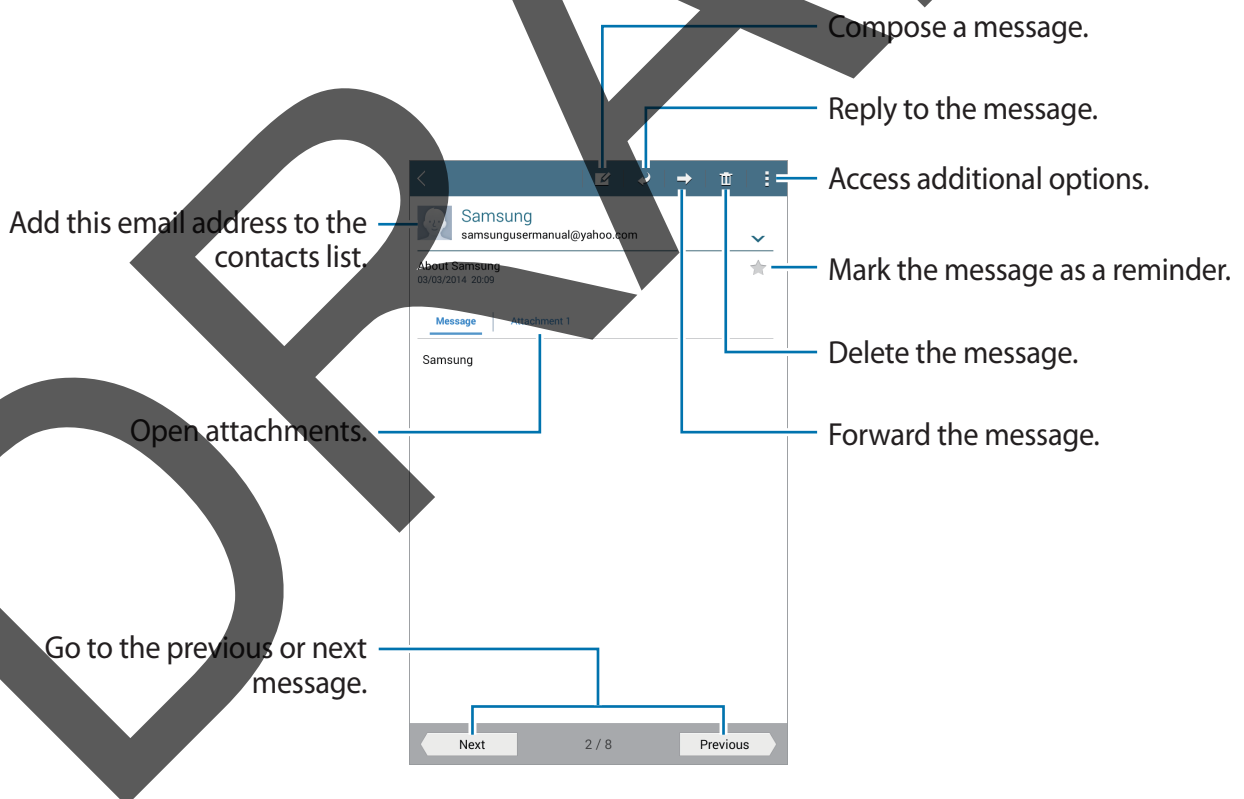 Compose a message.
Reply to the message.
Access additional options.
Add this email address to the
contacts list.
Samsung
samsungusermanual@yahoo.com
About Samsung
03/03/2014 20:09
Mark the message as a reminder.
Message
Attachment 1
Samsung
Delete the message.
Open attachments.
Forward the message.
Go to the previous or next
message.
Next
2 / 8
Previous
DRA